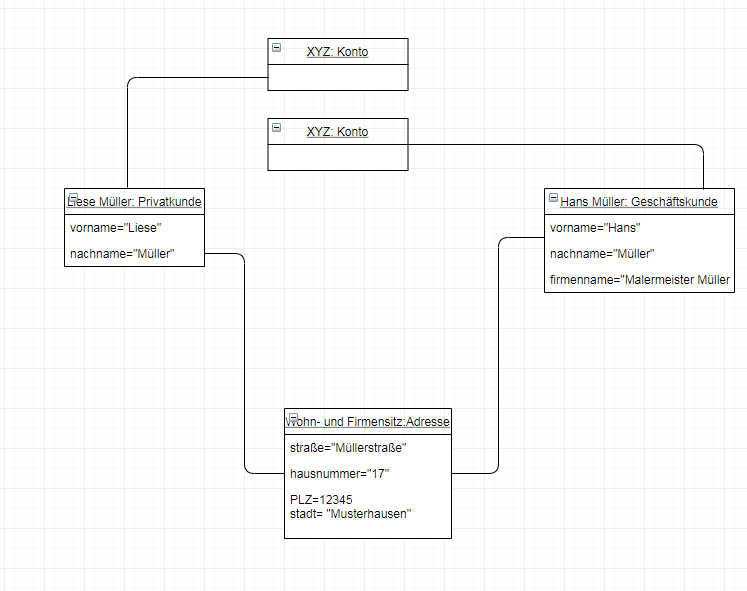 XYZ: Konto
XYZ: Konto
Liese Müller: Privatkunde
vorname="Liese"
nachname="Müller"
Hans Müller: Geschäftskunde
vorname="Hans"
nachname="Müller"
firmenname="Malermeister Müller
Wohn- und Firmensitz:Adresse
straße="Müllerstraße"
hausnummer="17"
PLZ=12345
stadt= "Musterhausen"